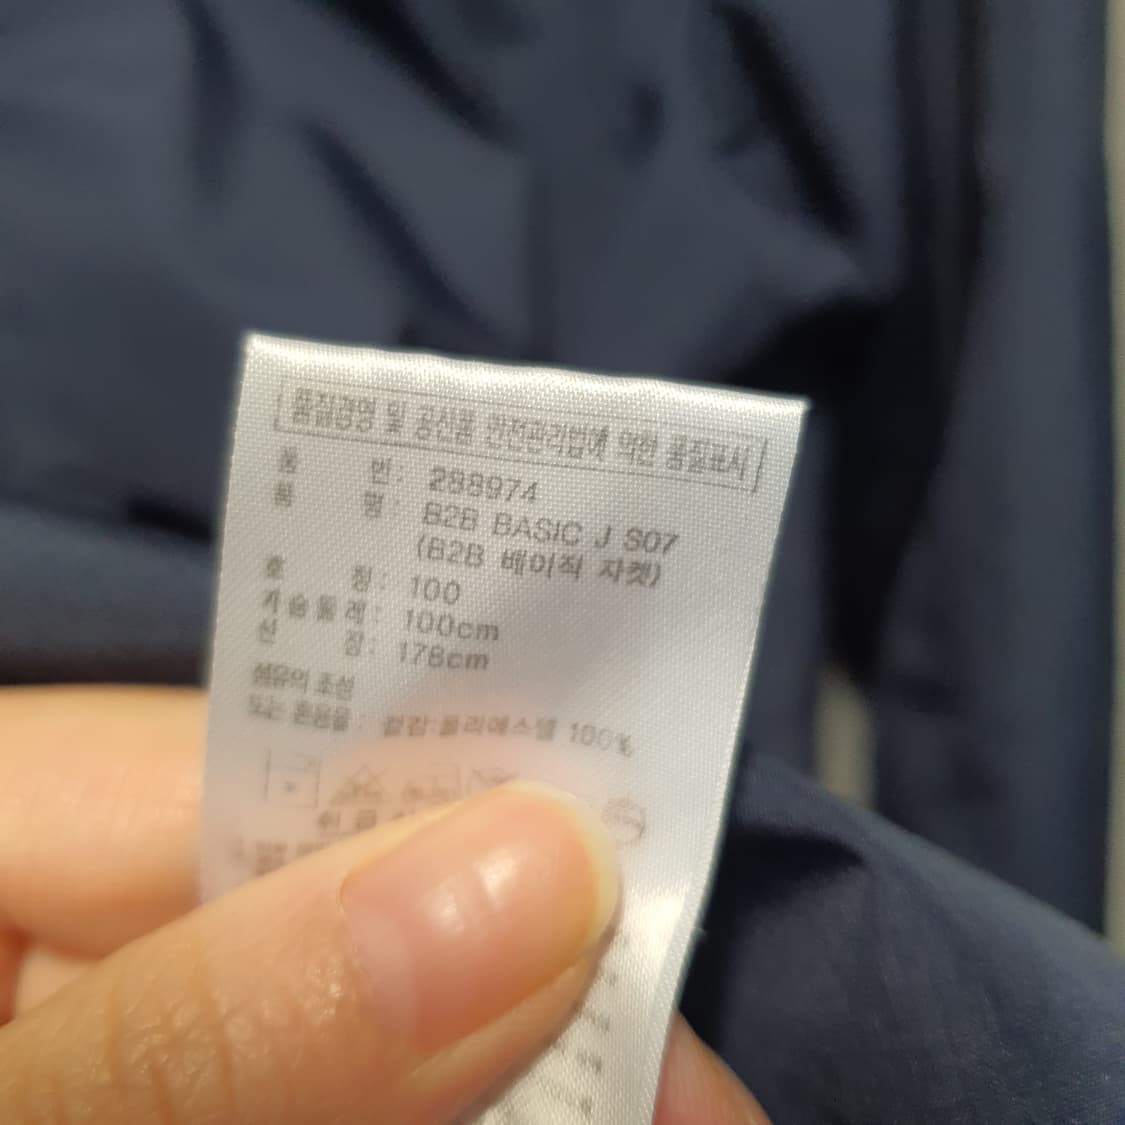 품질경영 및 공산품 안전관리법에 의한 품질표시
품 번 : 288974
품 명 : B2B BASIC J S07
(B2B 베이직 자켓)
호 칭 : 100
가슴둘레 : 100cm
신 장 : 178cm
섬유의 조성
또는 혼용율 : 겉감:폴리에스텔 100%